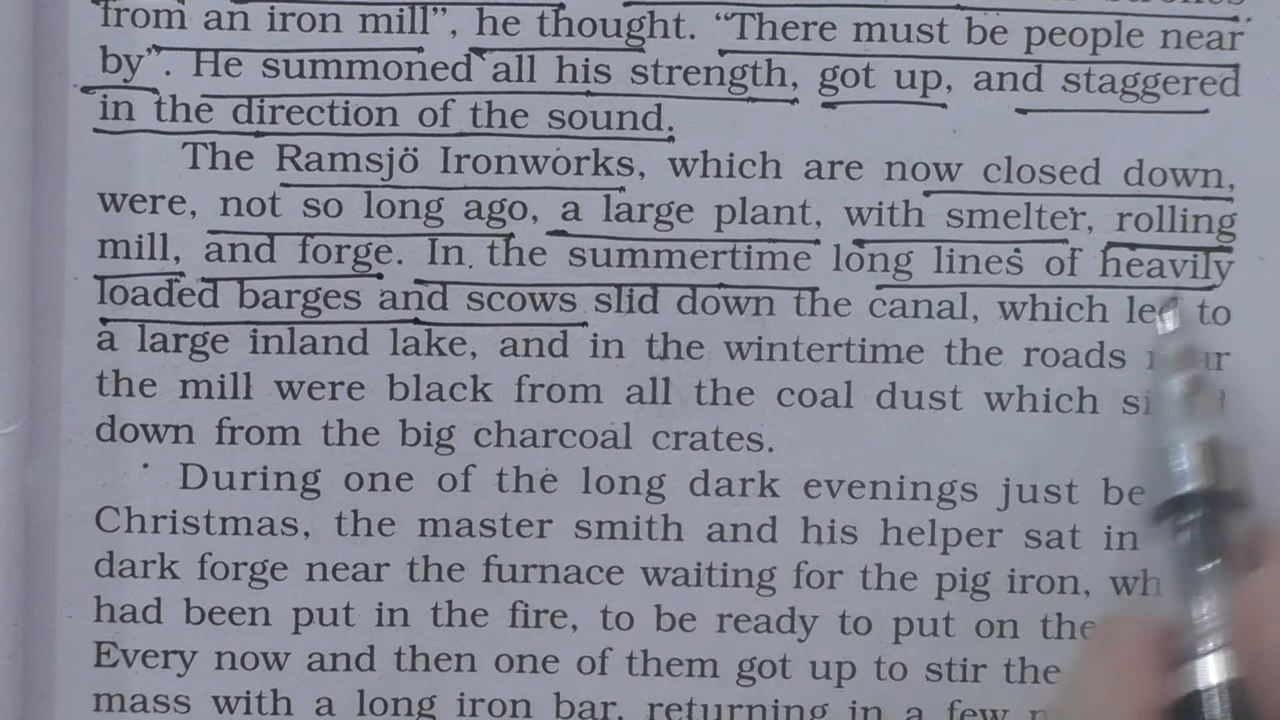 from an iron mill”, he thought. “There must be people near
by”. He summoned all his strength, got up, and staggered
in the direction of the sound.
The Ramsjö Ironworks, which are now closed down,
were, not so long ago, a large plant, with smelter, rolling
mill, and forge. In the summertime long lines of heavily
loaded barges and scows slid down the canal, which led to
a large inland lake, and in the wintertime the roads
the mill were black from all the coal dust which
down from the big charcoal crates.
During one of the long dark evenings just be
Christmas, the master smith and his helper sat in
dark forge near the furnace waiting for the pig iron, wh
had been put in the fire, to be ready to put on the
Every now and then one of them got up to stir the
mass with a long iron bar, returning in a few